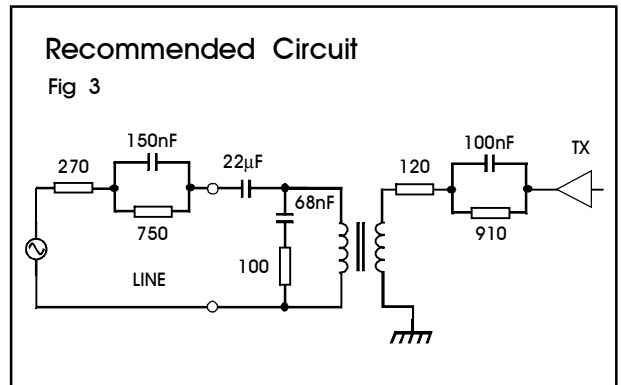 Recommended Circuit
Fig 3
150nF
270
22µF
750
68nF
100
LINE
120
100nF
TX
910